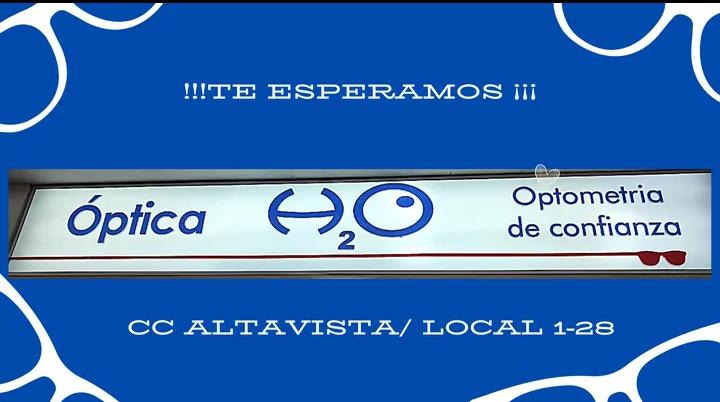 !!!TE ESPERAMOS ¡¡¡
Óptica H2O Optometria
de confianza
CC ALTAVISTA/ LOCAL 1-28